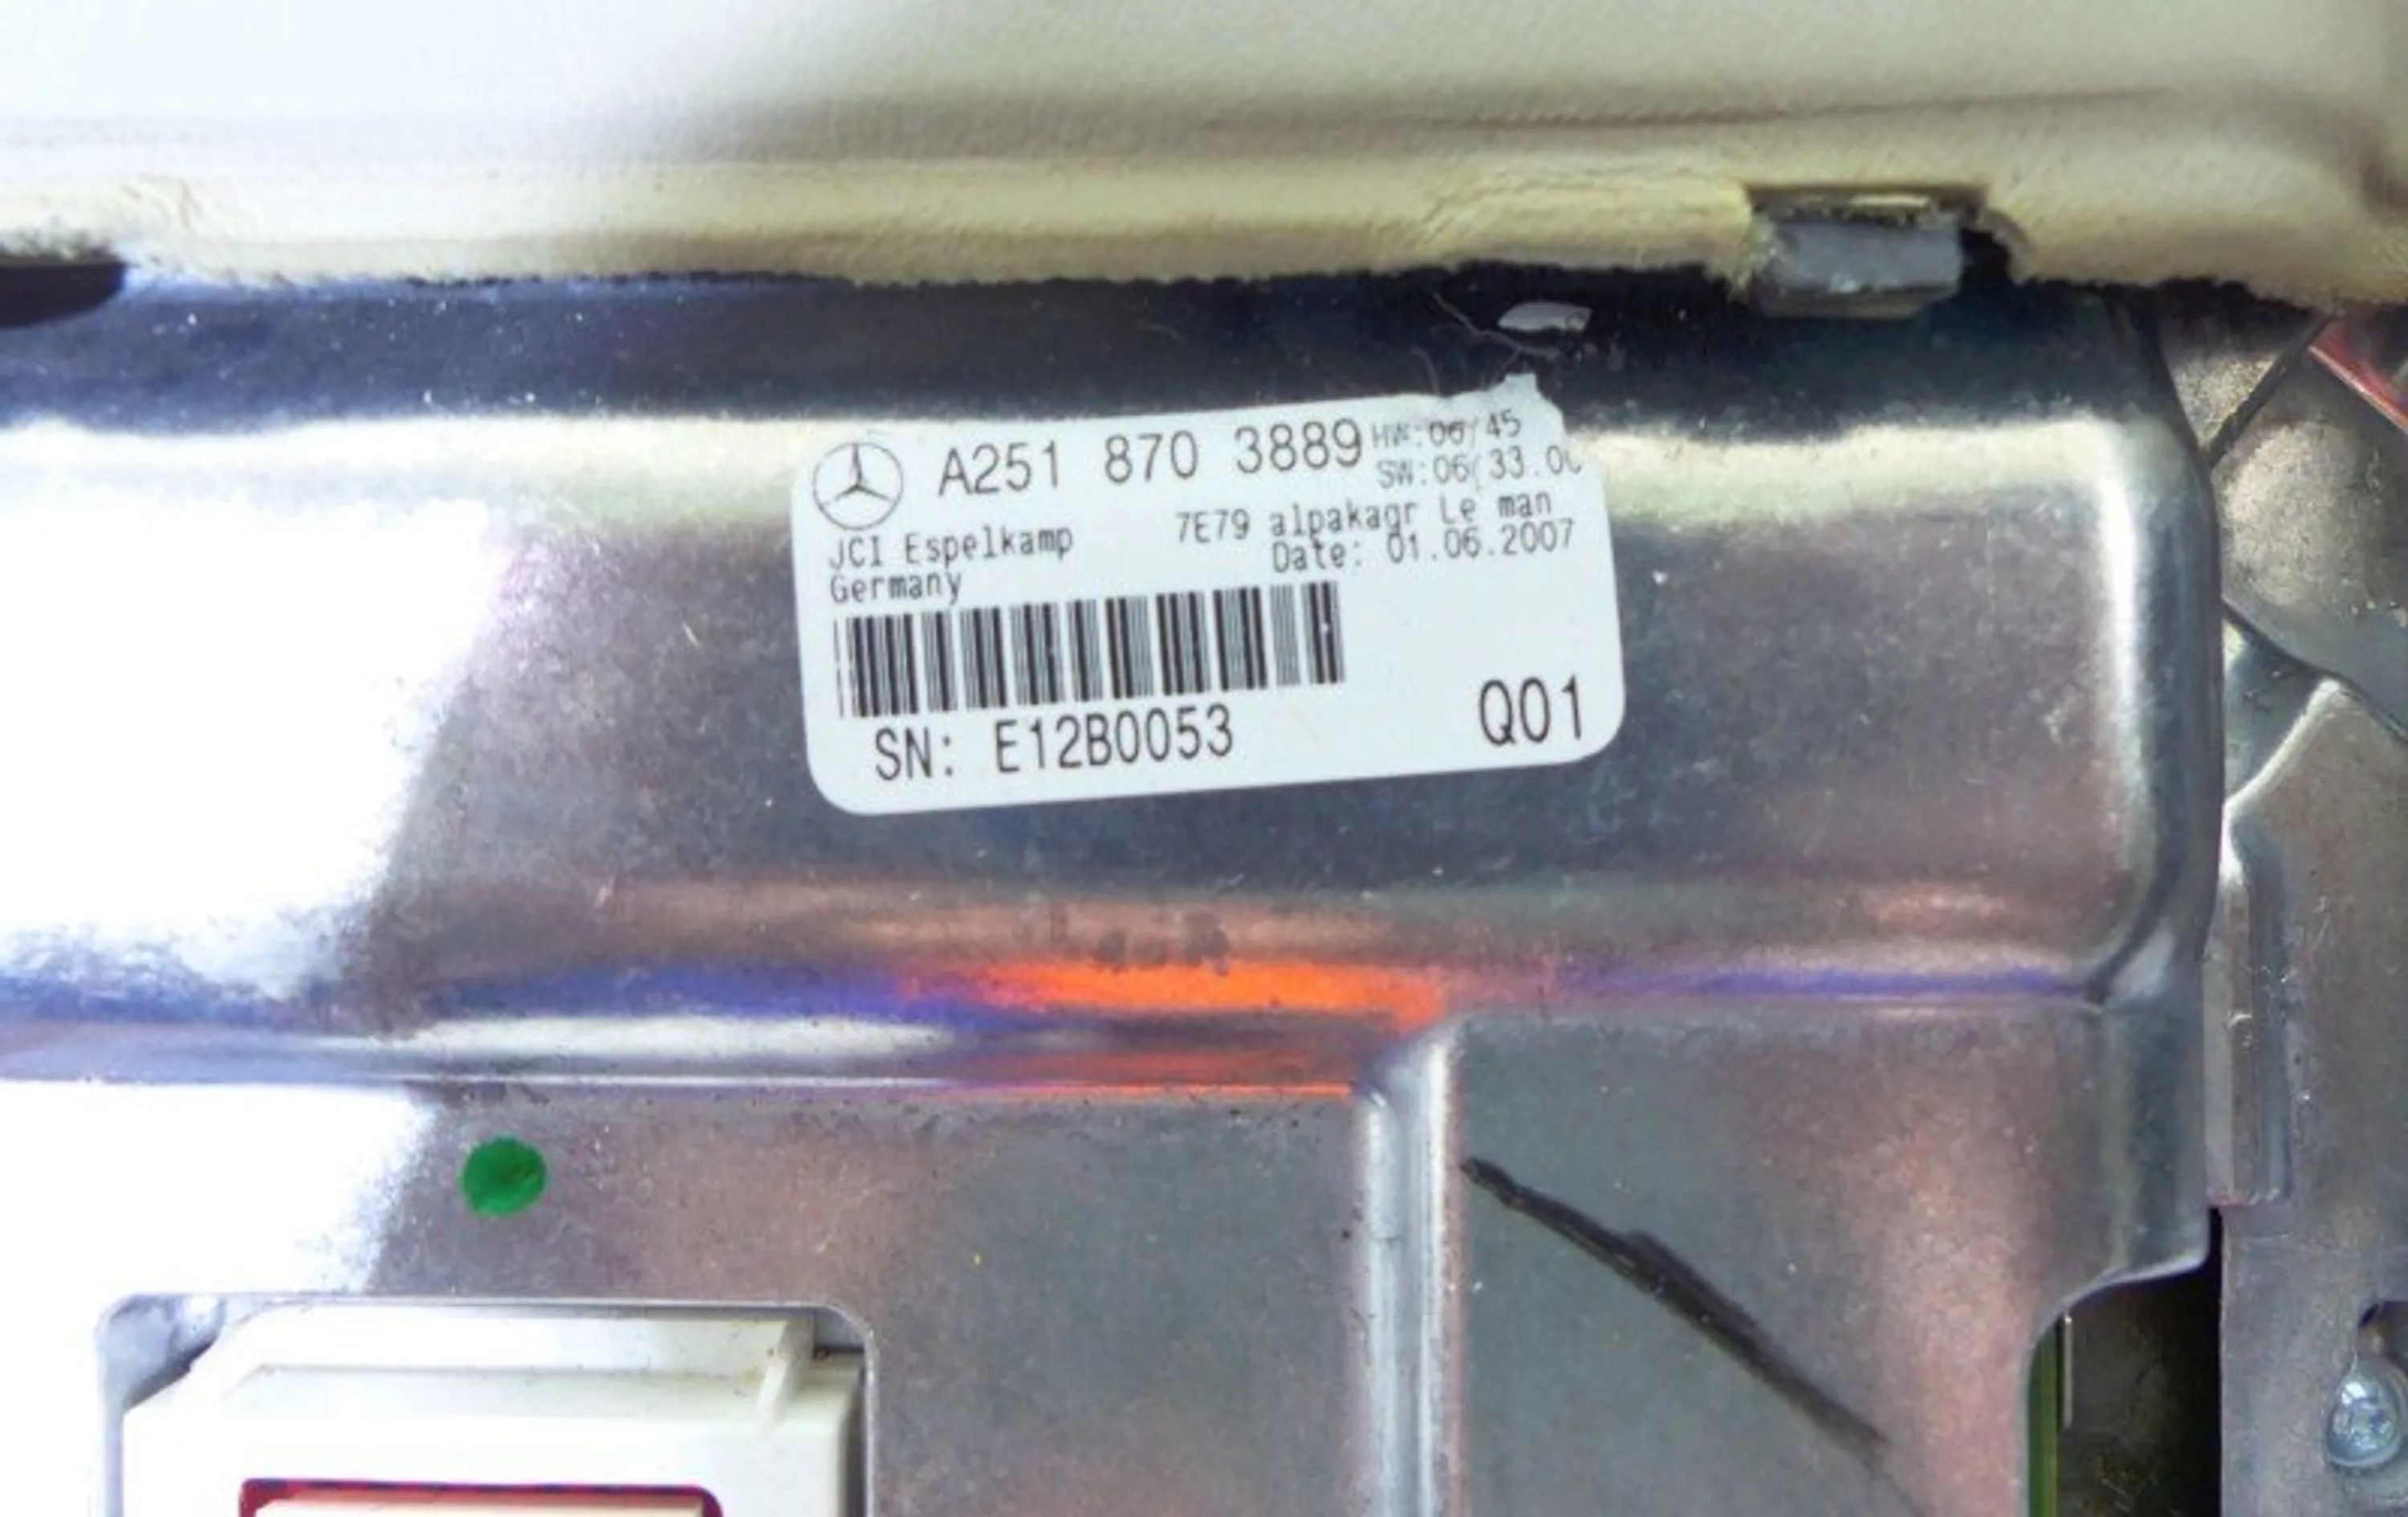 A251 870 3889
HW:06/45
SW:06/33.00
JCI Espelkamp
Germany
7E79 alpakagr Le man
Date: 01.06.2007
SN: E12B0053
Q01